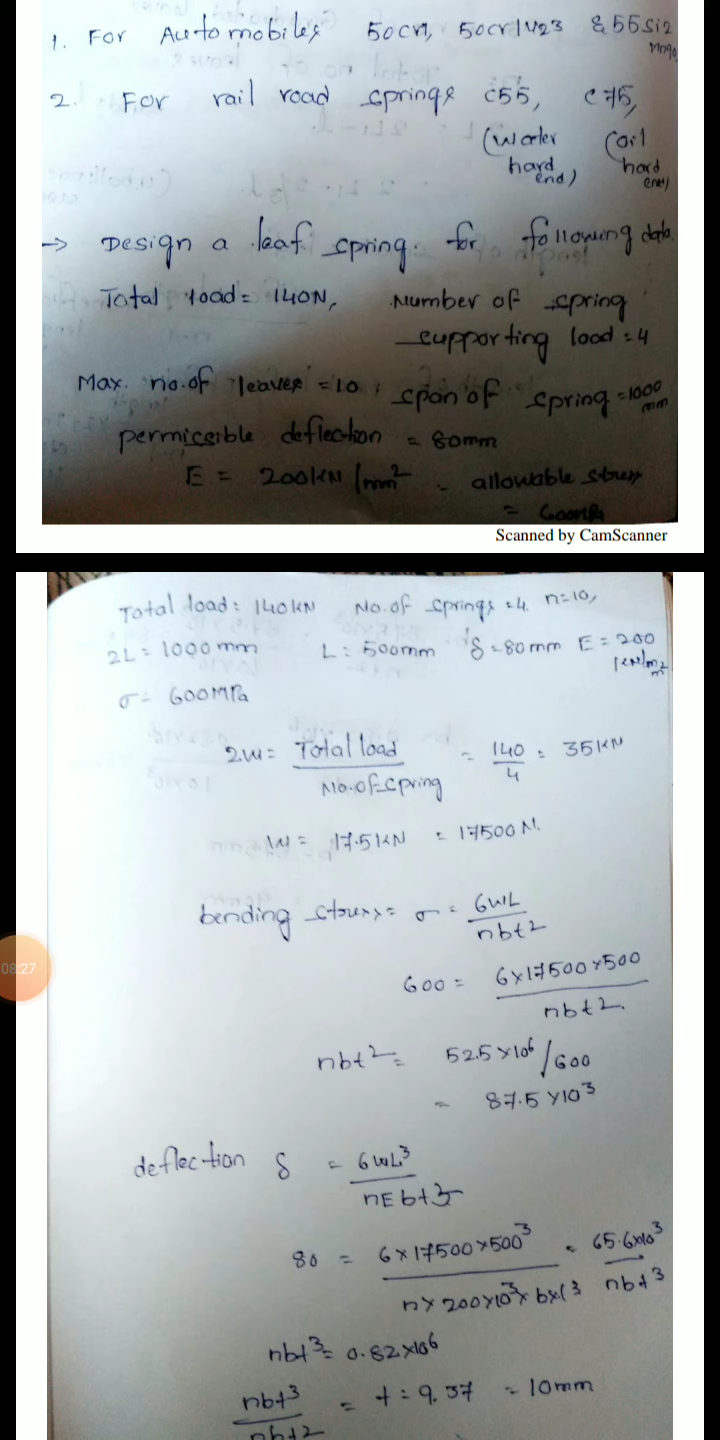 1. For Automobiles 50cr1, 50cr1V23 & 55Si2
Mn90
2. For rail road springs C55, C75,
(Water (oil
hard hard
end) end)
→ Design a leaf spring for following data.
Total load = 140N, Number of spring
supporting load = 4
Max. no. of leaves = 10 ; span of spring = 1000
mm
permissible deflection = 80mm
E = 200KN/mm² allowable stress
= 600MPa
Scanned by CamScanner
Total load = 140KN No. of springs = 4. n=10,
2L = 1000mm L = 500mm δ = 80mm E = 200
KN/mm²
σ = 600MPa
2W = Total load / No. of spring = 140/4 = 35KN
W = 17.5KN = 17500N.
08:27
bending stress = σ = 6WL/nbt²
600 = 6×17500×500/nbt².
nbt² = 52.5×10⁶/600
= 87.5×10³
deflection δ = 6WL³/nEbt³
80 = 6×17500×500³/n×200×10³×b×t³ = 65.6×10³/nbt³
nbt³ = 0.82×10⁶
nbt³/nbt² = t = 9.37 = 10mm